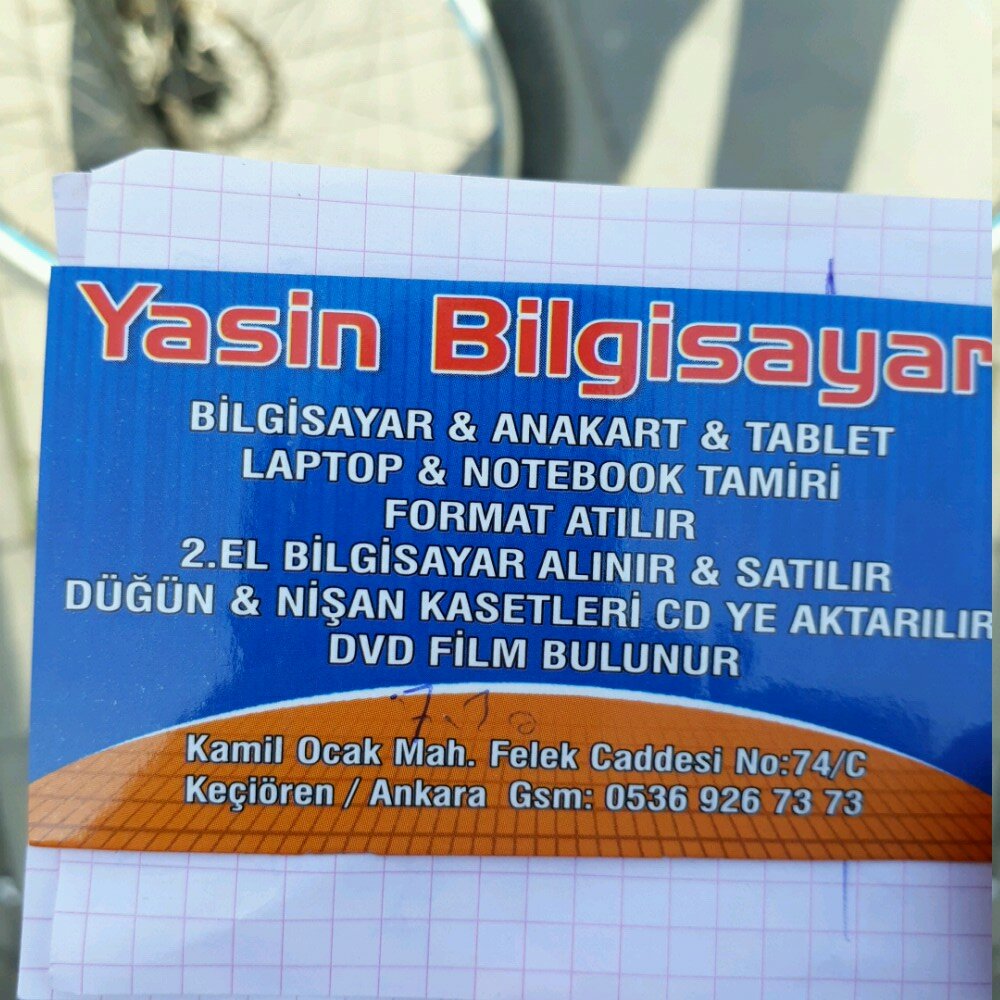 Yasin Bilgisayar
BİLGİSAYAR & ANAKART & TABLET
LAPTOP & NOTEBOOK TAMİRİ
FORMAT ATILIR
2.EL BİLGİSAYAR ALINIR & SATILIR
DÜĞÜN & NİŞAN KASETLERİ CD YE AKTARILIR
DVD FİLM BULUNUR
Kamil Ocak Mah. Felek Caddesi No:74/C
Keçiören / Ankara Gsm: 0536 926 73 73